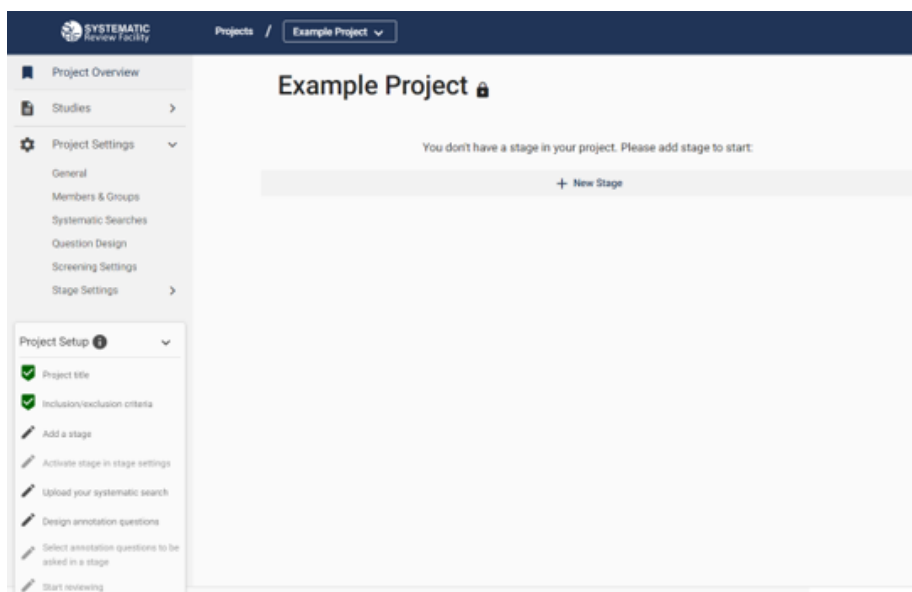 SYSTEMATIC
Review Facility
Projects / Example Project
Project Overview
Studies
Project Settings
General
Members & Groups
Systematic Searches
Question Design
Screening Settings
Stage Settings
Project Setup
Project title
Inclusion/exclusion criteria
Add a stage
Activate stage in stage settings
Upload your systematic search
Design annotation questions
Select annotation questions to be
asked in a stage
Start reviewing
Example Project
You don't have a stage in your project. Please add stage to start:
+ New Stage